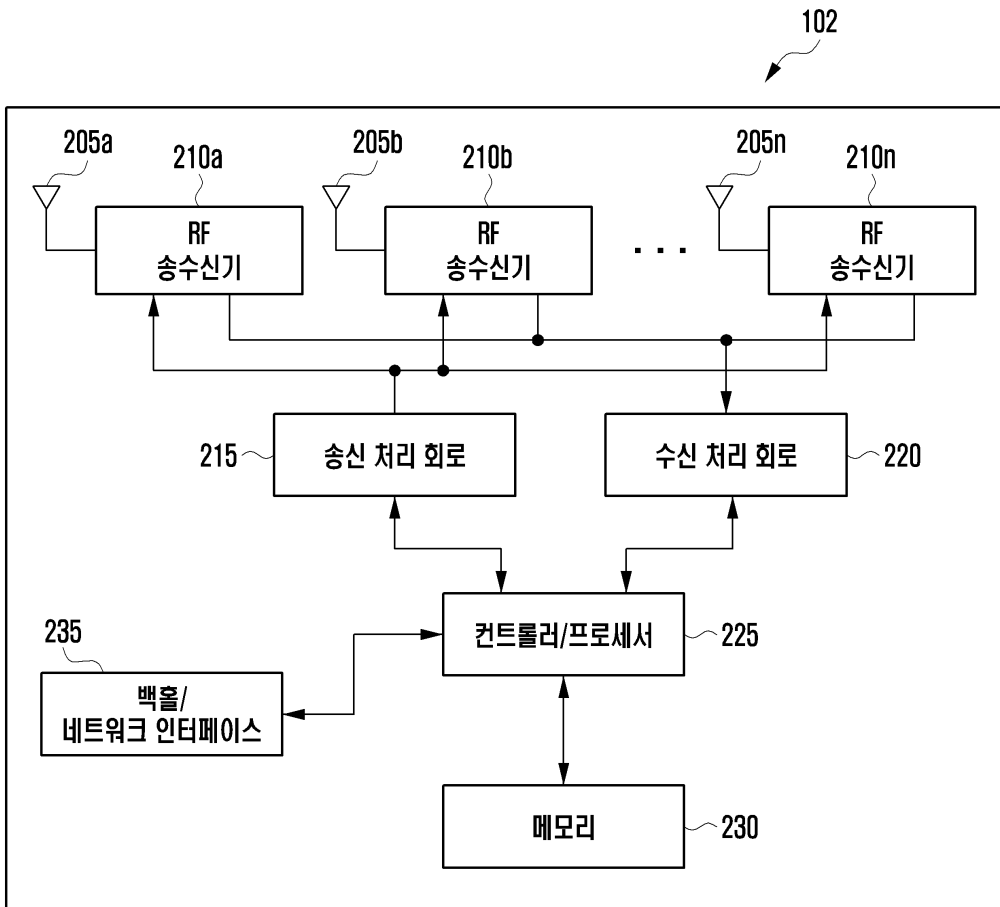 102
205a
210a
205b
210b
205n
210n
RF
송수신기
RF
송수신기
. . .
RF
송수신기
215
송신 처리 회로
수신 처리 회로
220
컨트롤러/프로세서
225
235
백홀/
네트워크 인터페이스
메모리
230